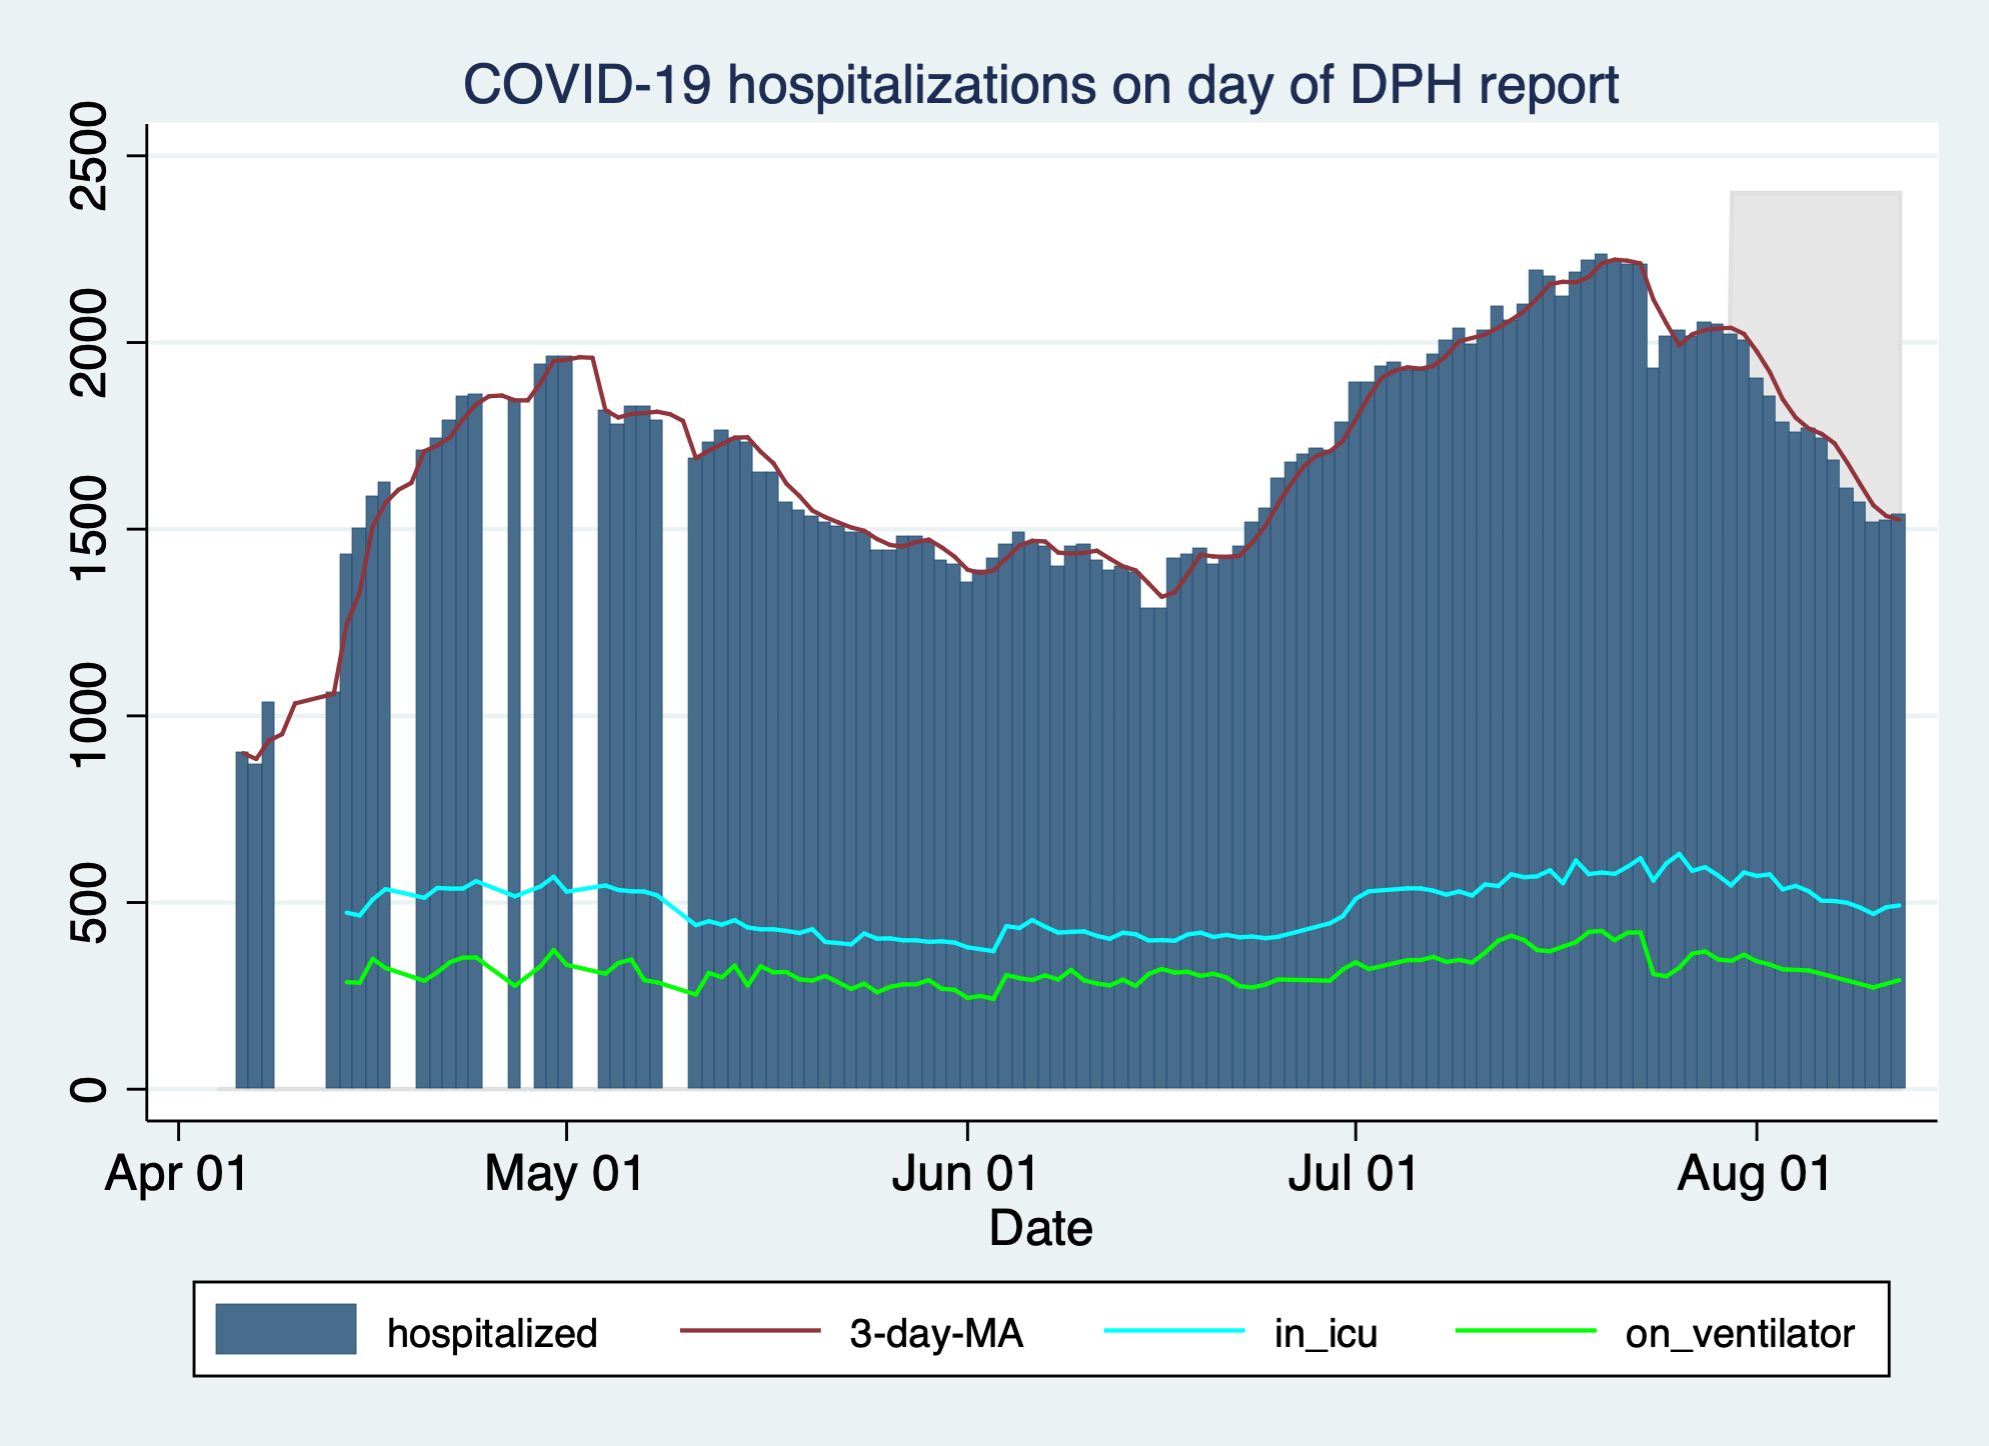 COVID-19 hospitalizations on day of DPH report
2500
2000
1500
1000
500
0
Apr 01 May 01 Jun 01 Jul 01 Aug 01
Date
hospitalized 3-day-MA in_icu on_ventilator